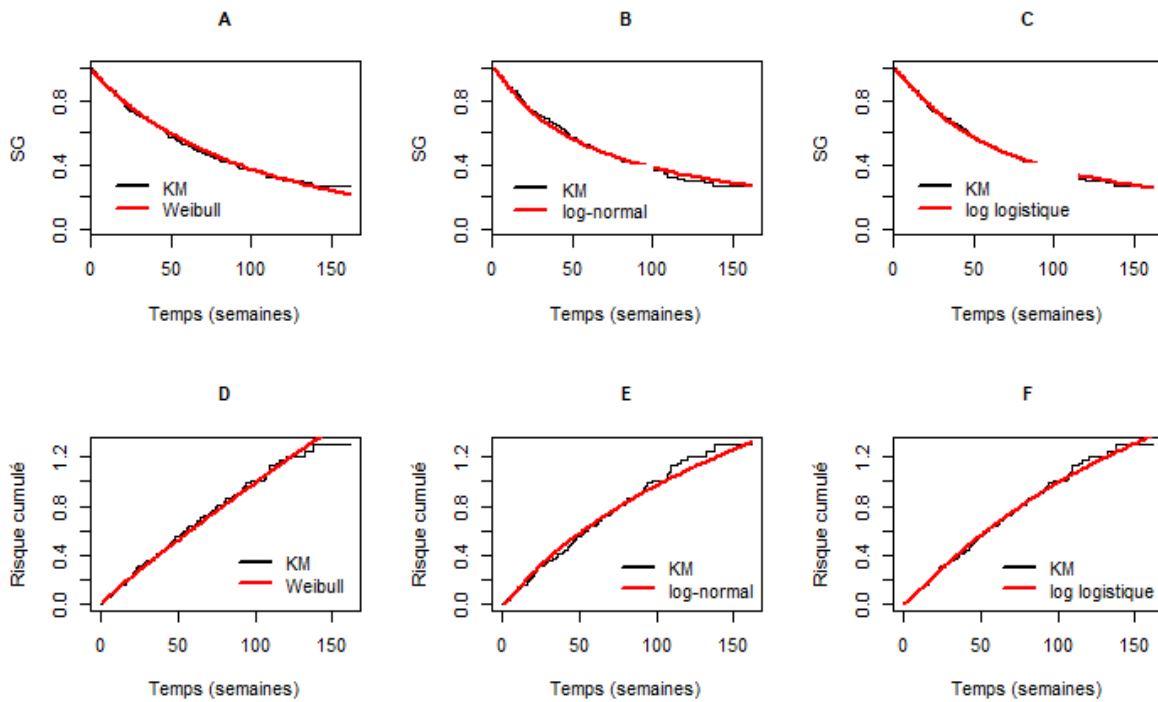 A
SG
0.0 0.4 0.8
KM
Weibull
0 50 100 150
Temps (semaines)
B
SG
0.0 0.4 0.8
KM
log-normal
0 50 100 150
Temps (semaines)
C
SG
0.0 0.4 0.8
KM
log logistique
0 50 100 150
Temps (semaines)
D
Risque cumulé
0.0 0.4 0.8 1.2
KM
Weibull
0 50 100 150
Temps (semaines)
E
Risque cumulé
0.0 0.4 0.8 1.2
KM
log-normal
0 50 100 150
Temps (semaines)
F
Risque cumulé
0.0 0.4 0.8 1.2
KM
log logistique
0 50 100 150
Temps (semaines)